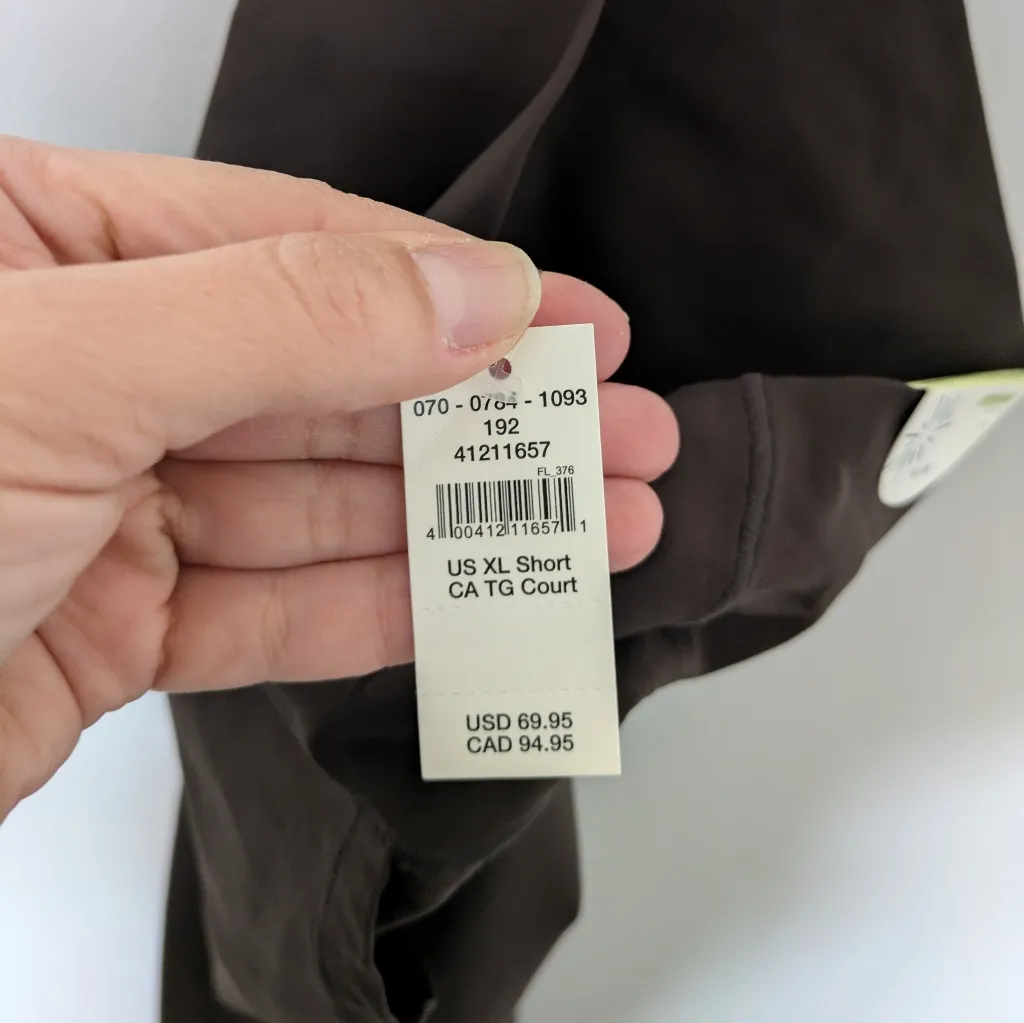 070 - 0784 - 1093
192
41211657
FL_376
4 00412 11657 1
US XL Short
CA TG Court
USD 69.95
CAD 94.95